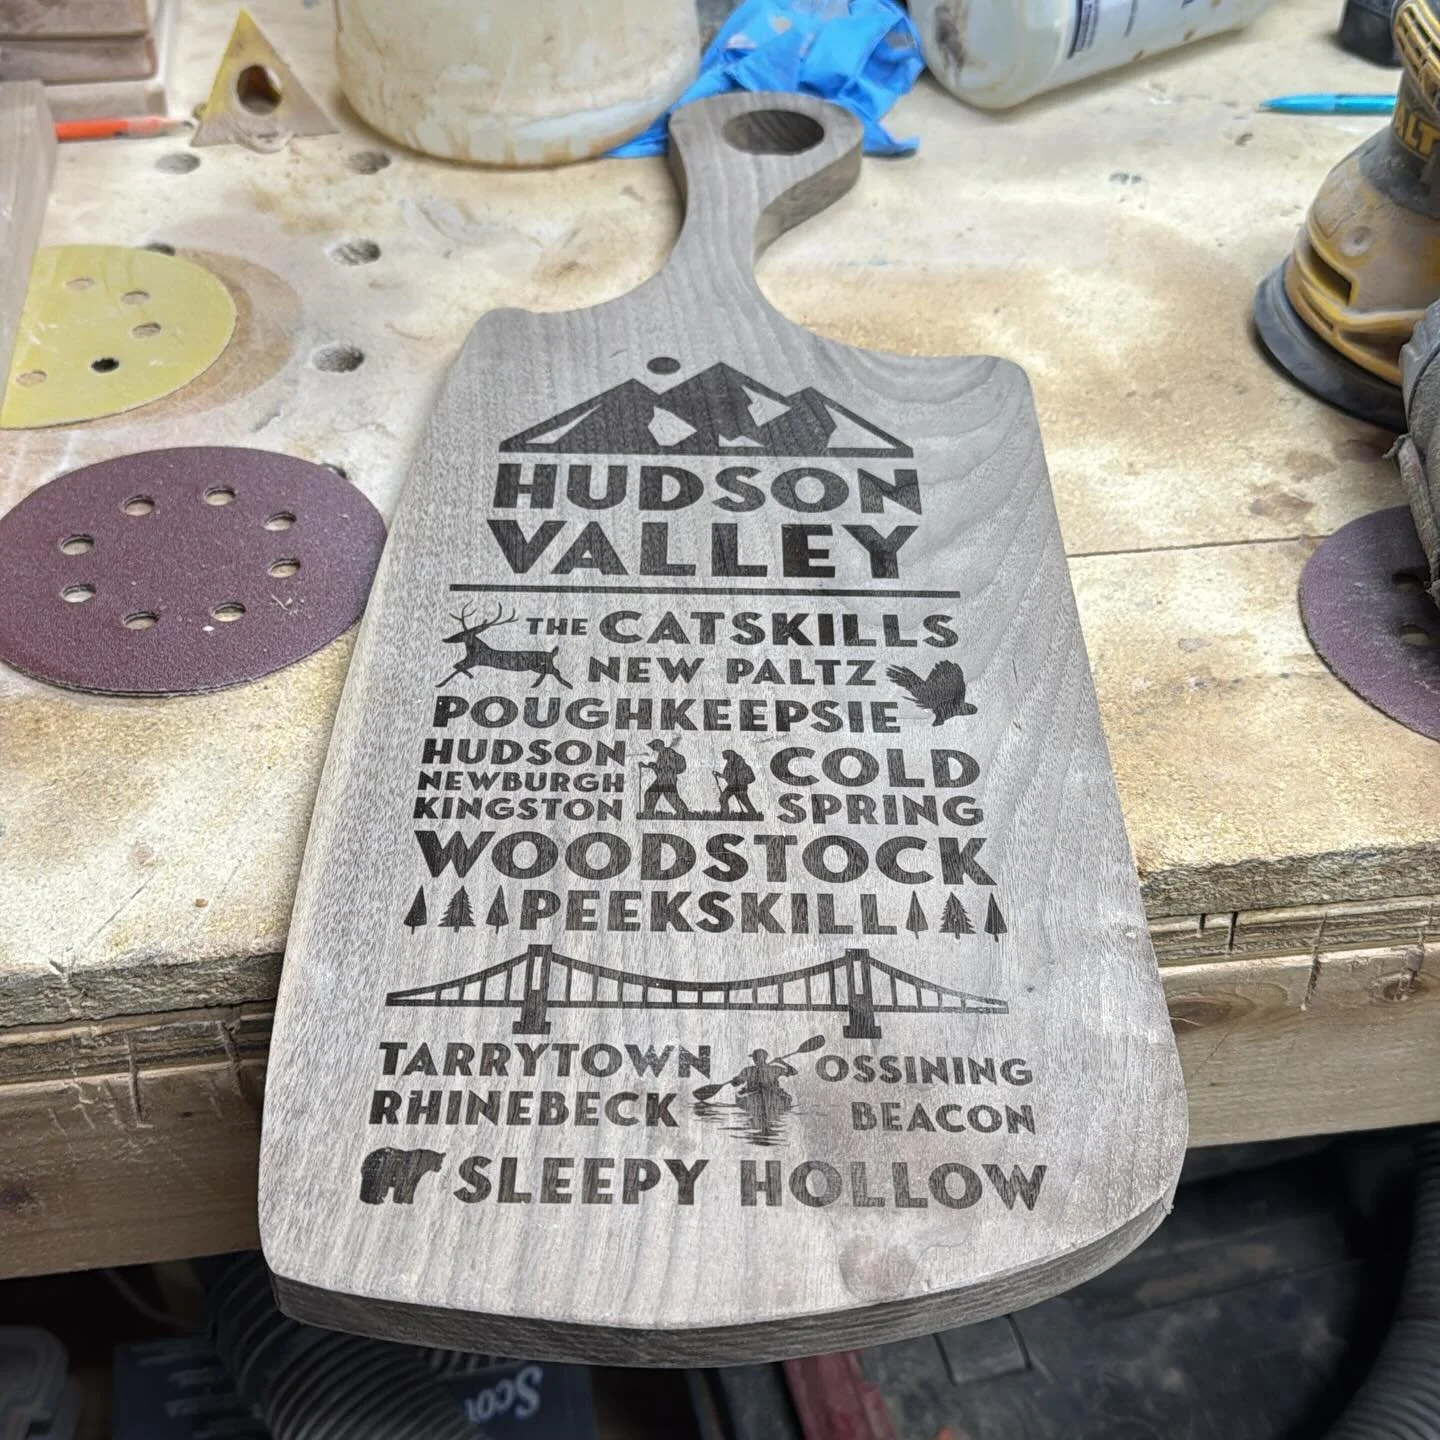 HUDSON
VALLEY
THE CATSKILLS
NEW PALTZ
POUGHKEEPSIE
HUDSON
NEWBURGH
KINGSTON
COLD
SPRING
WOODSTOCK
PEEKSKILL
TARRYTOWN
RHINEBECK
OSSINING
BEACON
SLEEPY HOLLOW